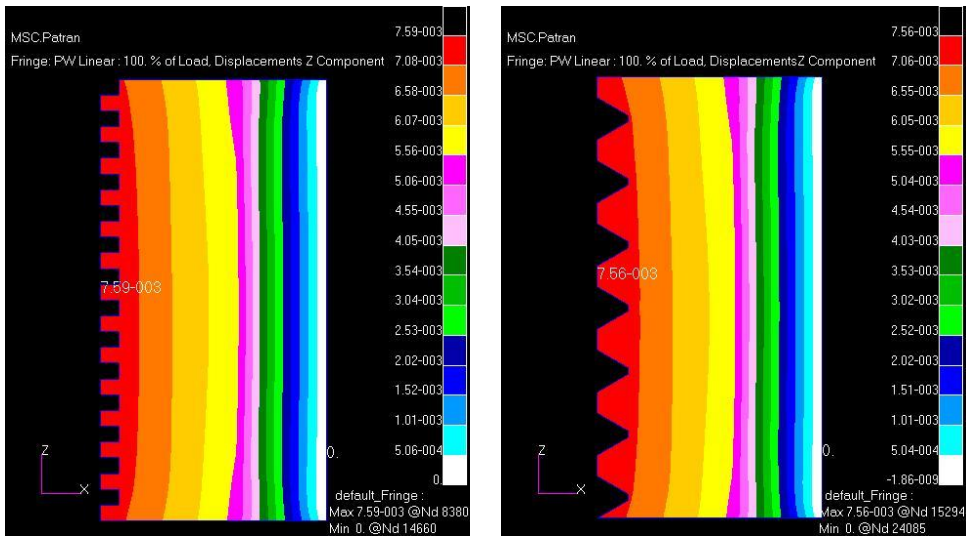 MSC.Patran
Fringe: PW Linear : 100. % of Load, Displacements Z Component
7.59-003
7.08-003
6.58-003
6.07-003
5.56-003
5.06-003
4.55-003
4.05-003
3.54-003
3.04-003
2.53-003
2.02-003
1.52-003
1.01-003
5.06-004
0.
7.59-003
0.
Z
X
default_Fringe :
Max 7.59-003 @Nd 8380
Min 0. @Nd 14660
MSC.Patran
Fringe: PW Linear : 100. % of Load, DisplacementsZ Component
7.56-003
7.06-003
6.55-003
6.05-003
5.55-003
5.04-003
4.54-003
4.03-003
3.53-003
3.02-003
2.52-003
2.02-003
1.51-003
1.01-003
5.04-004
-1.86-009
7.56-003
0.
Z
X
default_Fringe :
Max 7.56-003 @Nd 15294
Min 0. @Nd 24085